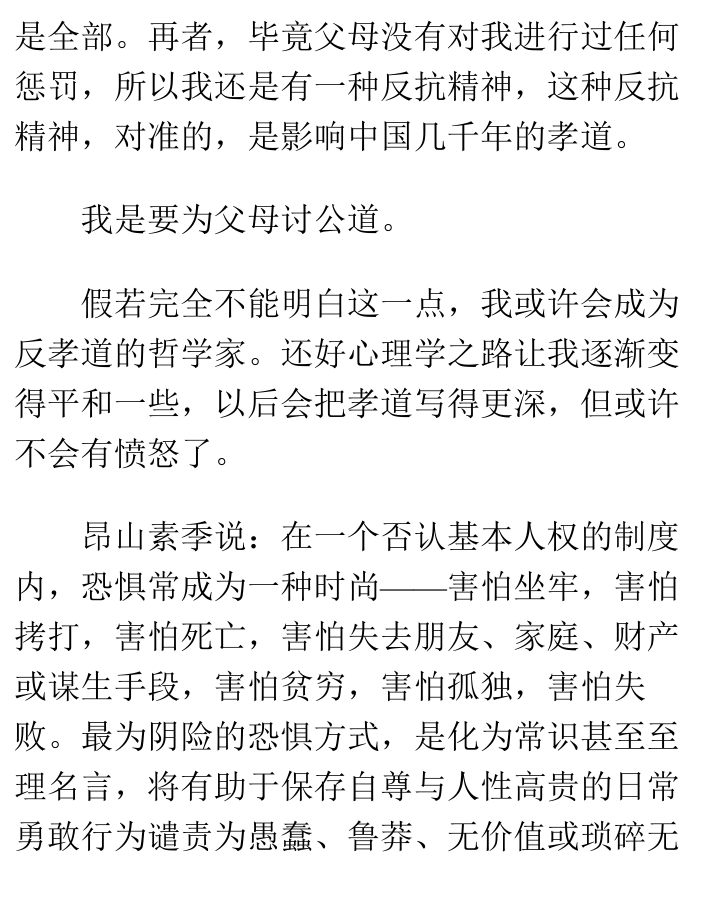 是全部。再者，毕竟父母没有对我进行过任何
惩罚，所以我还是有一种反抗精神，这种反抗
精神，对准的，是影响中国几千年的孝道。
我是要为父母讨公道。
假若完全不能明白这一点，我或许会成为
反孝道的哲学家。还好心理学之路让我逐渐变
得平和一些，以后会把孝道写得更深，但或许
不会有愤怒了。
昂山素季说：在一个否认基本人权的制度
内，恐惧常成为一种时尚——害怕坐牢，害怕
拷打，害怕死亡，害怕失去朋友、家庭、财产
或谋生手段，害怕贫穷，害怕孤独，害怕失
败。最为阴险的恐惧方式，是化为常识甚至至
理名言，将有助于保存自尊与人性高贵的日常
勇敢行为谴责为愚蠢、鲁莽、无价值或琐碎无